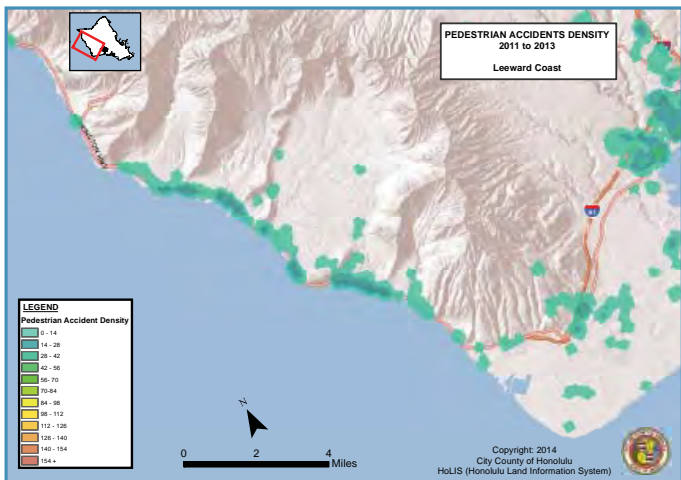 PEDESTRIAN ACCIDENTS DENSITY
2011 to 2013
Leeward Coast
H1
LEGEND
Pedestrian Accident Density
0 - 14
14 - 28
28 - 42
42 - 56
56- 70
70-84
84 - 98
98 - 112
112 - 126
126 - 140
140 - 154
154 +
N
0 2 4
Miles
Copyright: 2014
City County of Honolulu
HoLIS (Honolulu Land Information System)